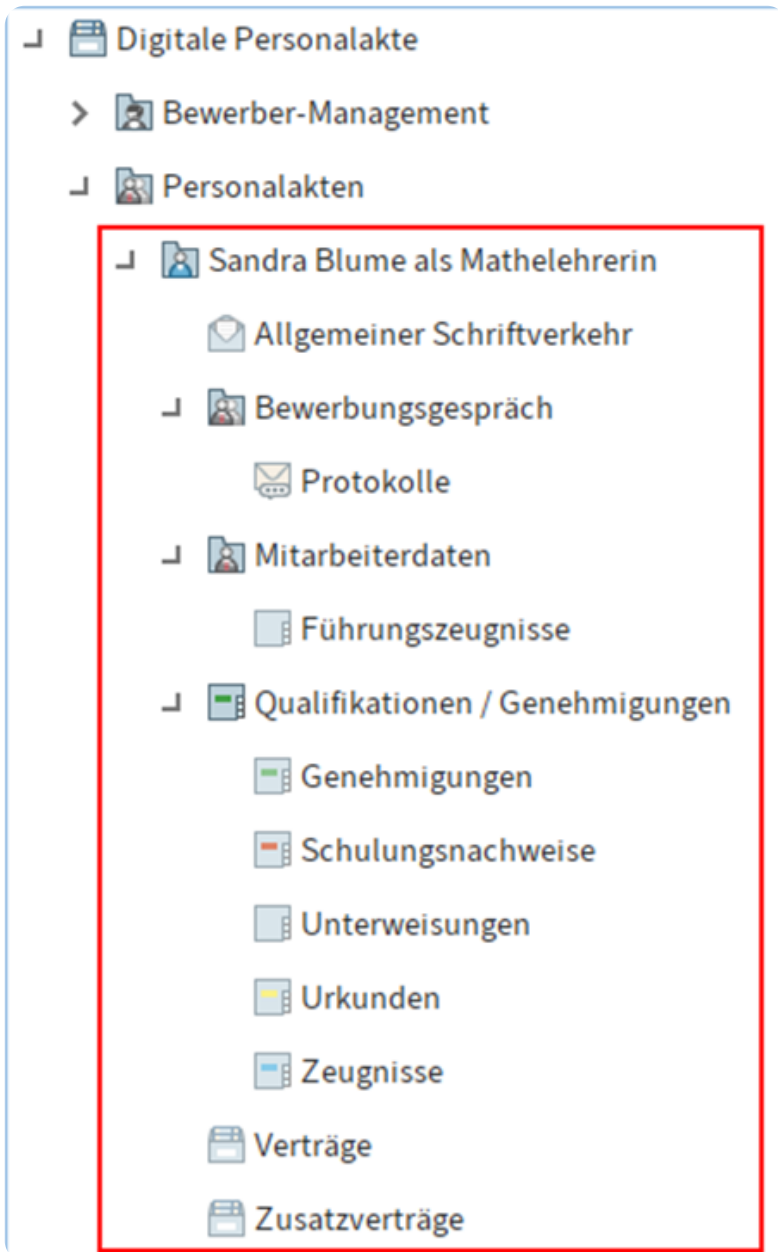 Digitale Personalakte
Bewerber-Management
Personalakten
Sandra Blume als Mathelehrerin
Allgemeiner Schriftverkehr
Bewerbungsgespräch
Protokolle
Mitarbeiterdaten
Führungszeugnisse
Qualifikationen / Genehmigungen
Genehmigungen
Schulungsnachweise
Unterweisungen
Urkunden
Zeugnisse
Verträge
Zusatzverträge